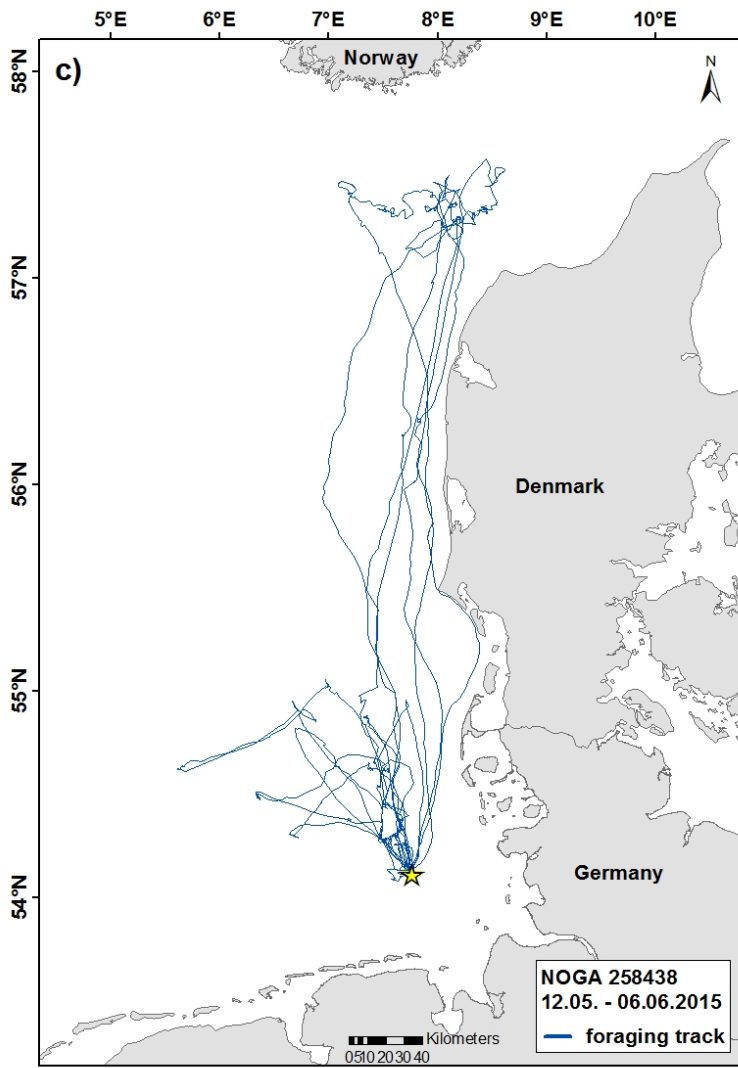 5°E 6°E 7°E 8°E 9°E 10°E
c)
Norway
N
58°N
57°N
56°N
Denmark
55°N
54°N
Germany
NOGA 258438
12.05. - 06.06.2015
foraging track
Kilometers
0 5 10 20 30 40